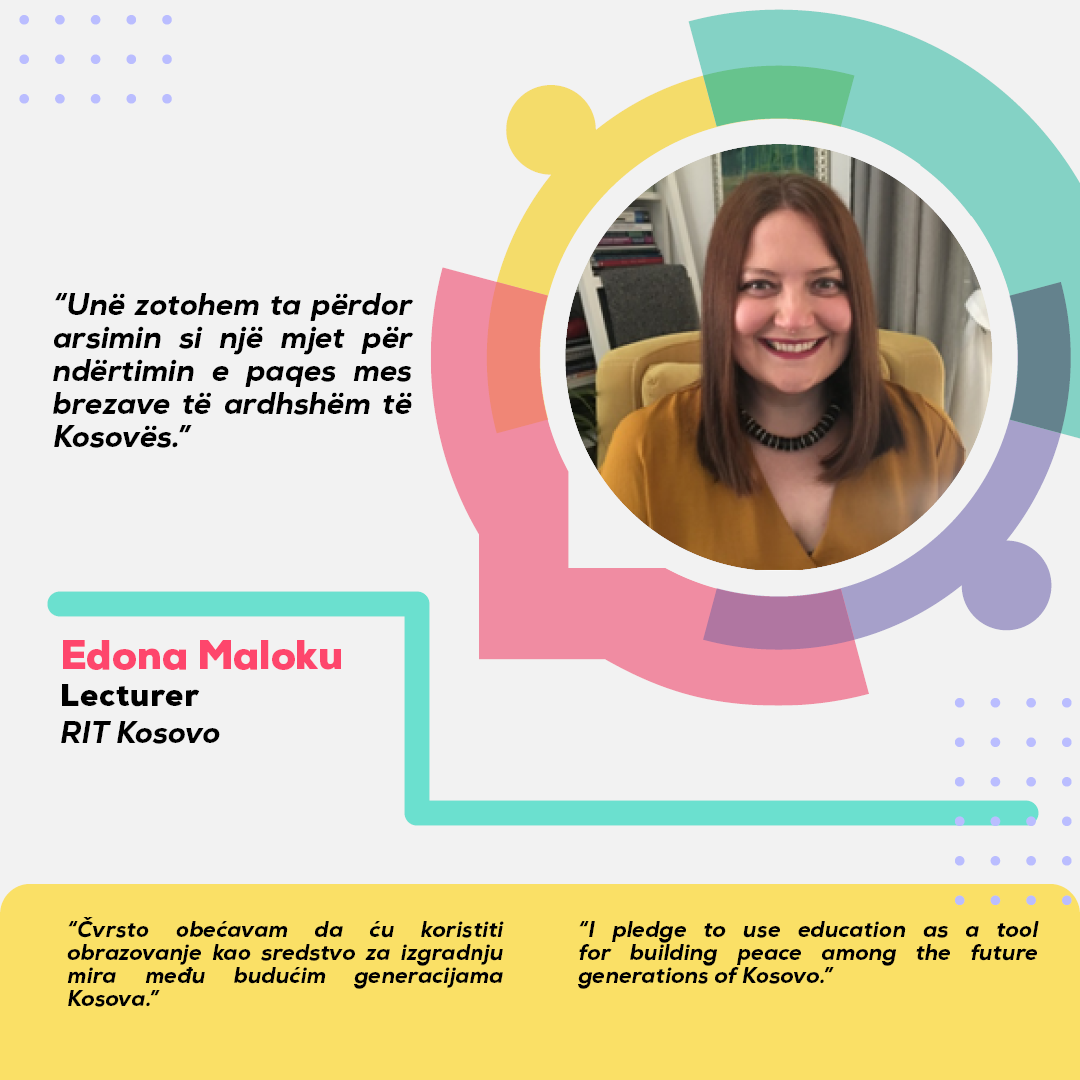 “Unë zotohem ta përdor
arsimin si një mjet për
ndërtimin e paqes mes
brezave të ardhshëm të
Kosovës.”
Edona Maloku
Lecturer
RIT Kosovo
“Čvrsto obećavam da ću koristiti
obrazovanje kao sredstvo za izgradnju
mira među budućim generacijama
Kosova.”
“I pledge to use education as a tool
for building peace among the future
generations of Kosovo.”